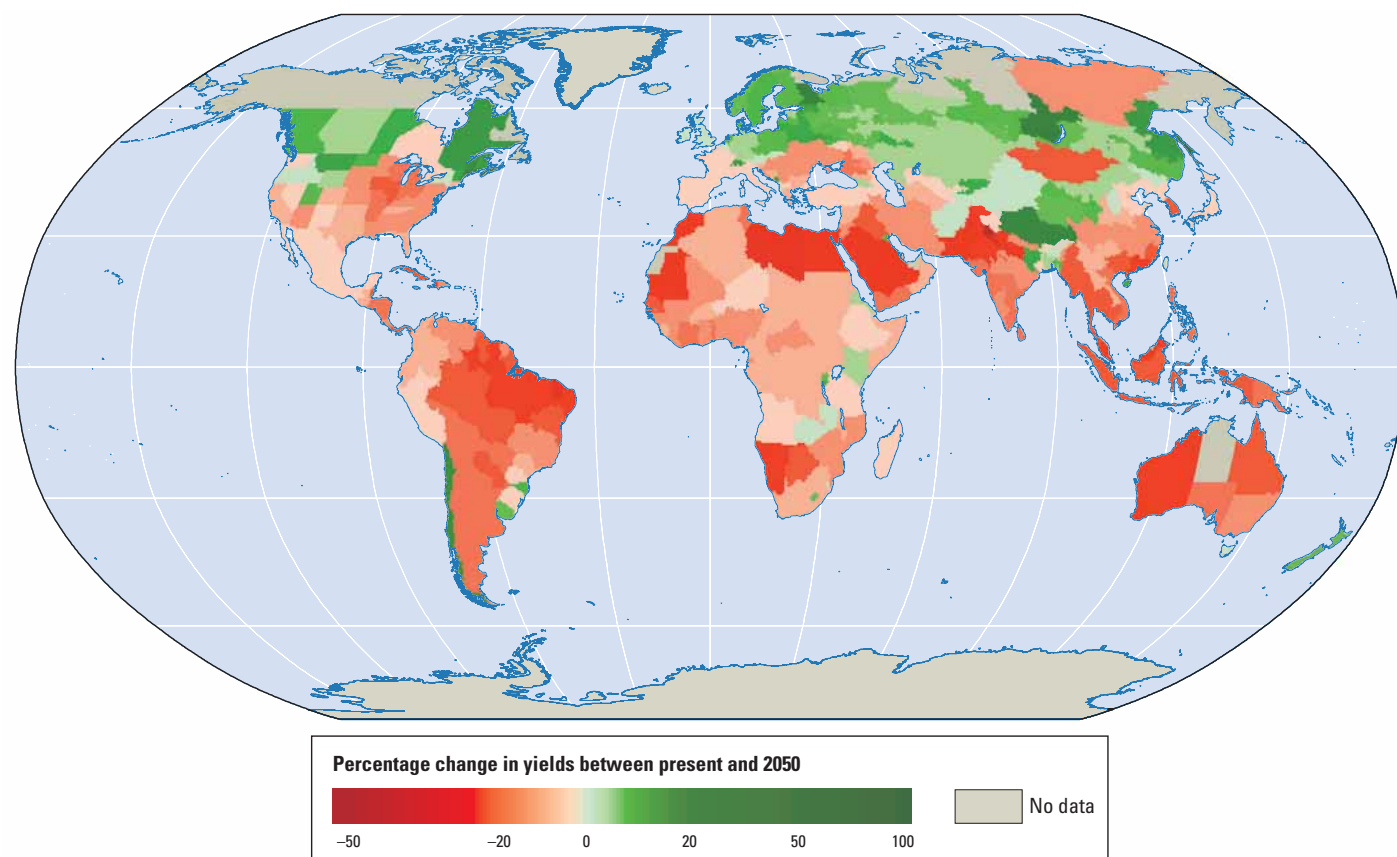 Percentage change in yields between present and 2050
No data
–50 –20 0 20 50 100